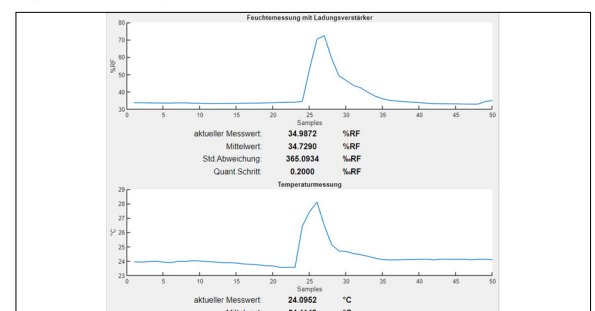 Feuchtemessung mit Ladungsverstärker
80
70
60
50
40
30
%RF
0 5 10 15 20 25 30 35 40 45 50
Samples
aktueller Messwert: 34.9872 %RF
Mittelwert: 34.7290 %RF
Std.Abweichung: 365.0934 ‰RF
Quant.Schritt: 0.2000 ‰RF
Temperaturmessung
29
28
27
26
25
24
23
°C
0 5 10 15 20 25 30 35 40 45 50
Samples
aktueller Messwert: 24.0952 °C